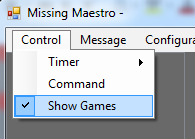 Missing Maestro -
Control Message Configura
Timer
Command
Show Games